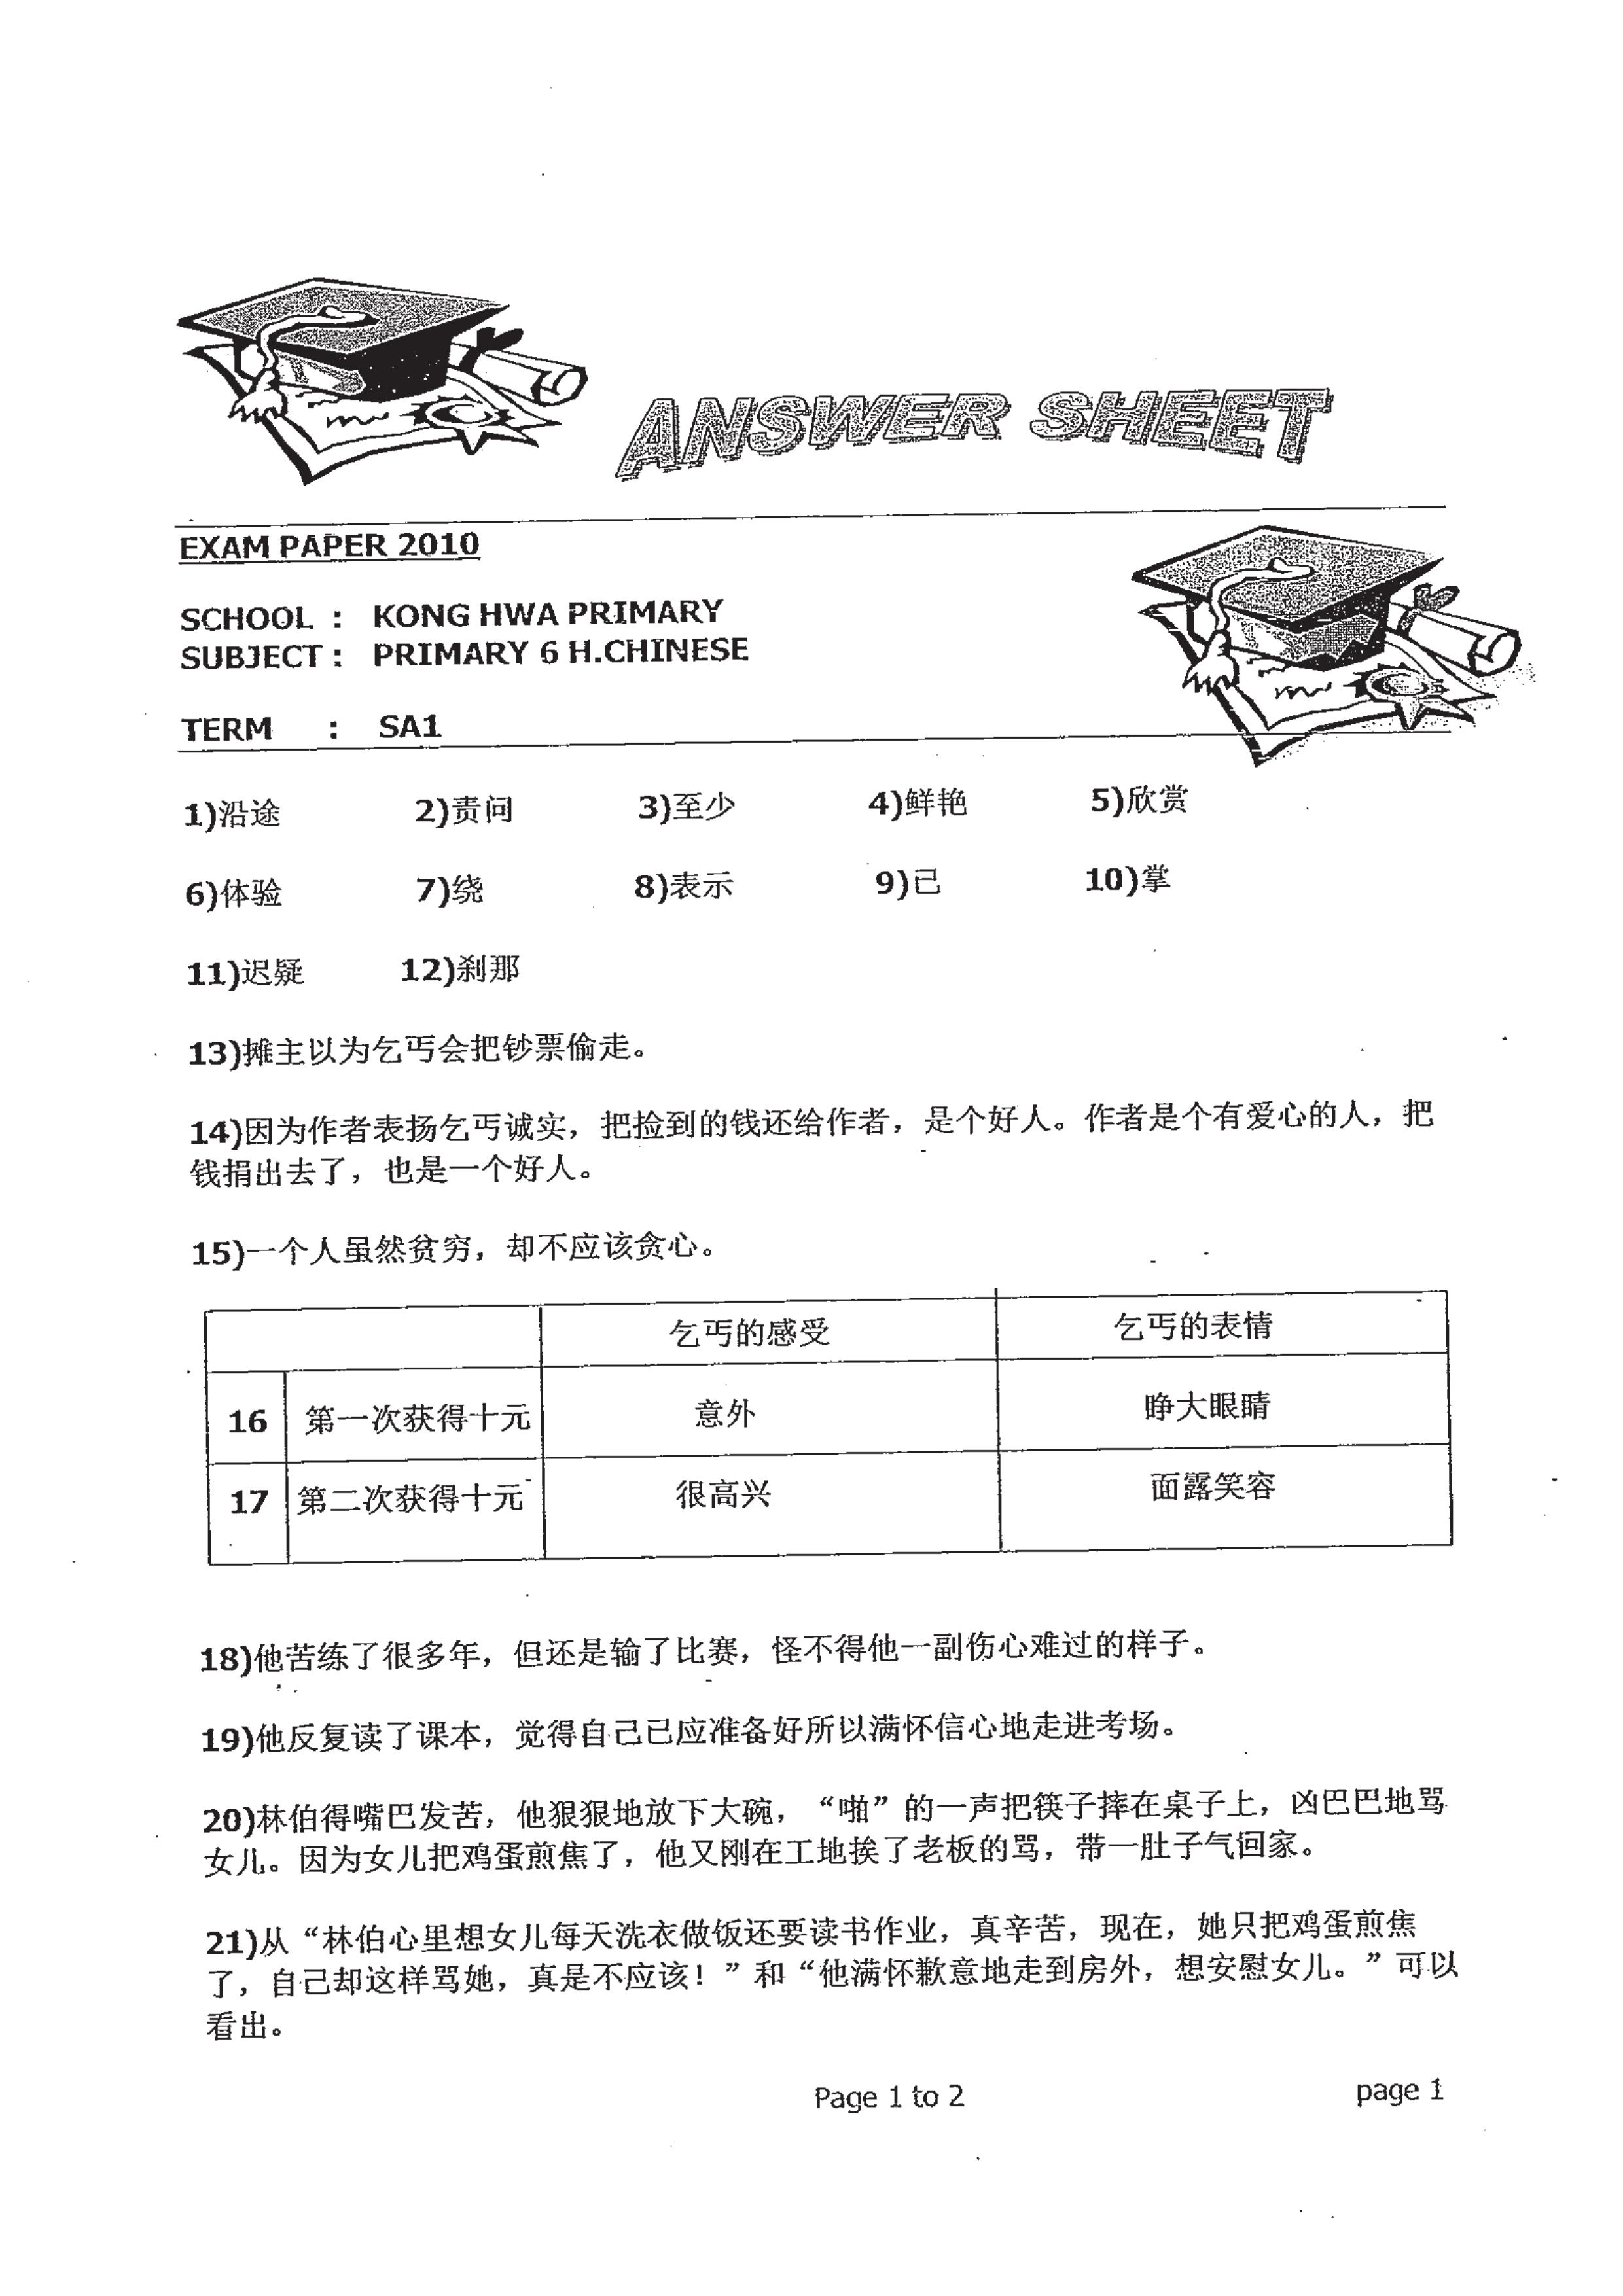 ANSWER SHEET
EXAM PAPER 2010
SCHOOL : KONG HWA PRIMARY
SUBJECT : PRIMARY 6 H.CHINESE
TERM : SA1
1)沿途 2)责问 3)至少 4)鲜艳 5)欣赏
6)体验 7)绕 8)表示 9)已 10)掌
11)迟疑 12)刹那
13)摊主以为乞丐会把钞票偷走。
14)因为作者表扬乞丐诚实，把捡到的钱还给作者，是个好人。作者是个有爱心的人，把
钱捐出去了，也是一个好人。
15)一个人虽然贫穷，却不应该贪心。
乞丐的感受 乞丐的表情
16 第一次获得十元 意外 睁大眼睛
17 第二次获得十元 很高兴 面露笑容
18)他苦练了很多年，但还是输了比赛，怪不得他一副伤心难过的样子。
19)他反复读了课本，觉得自己已应准备好所以满怀信心地走进考场。
20)林伯得嘴巴发苦，他狠狠地放下大碗，“啪”的一声把筷子摔在桌子上，凶巴巴地骂
女儿。因为女儿把鸡蛋煎焦了，他又刚在工地挨了老板的骂，带一肚子气回家。
21)从“林伯心里想女儿每天洗衣做饭还要读书作业，真辛苦，现在，她只把鸡蛋煎焦
了，自己却这样骂她，真是不应该！”和“他满怀歉意地走到房外，想安慰女儿。”可以
看出。
Page 1 to 2 page 1